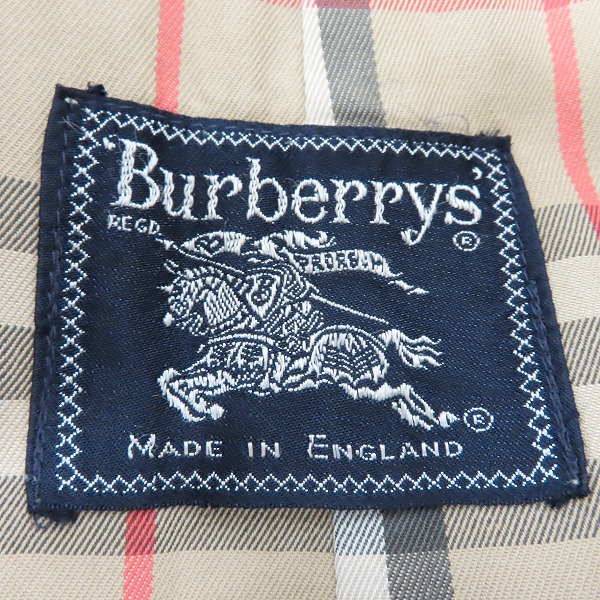 'Burberrys'
REGD.
®
PRORSUM
®
MADE IN ENGLAND